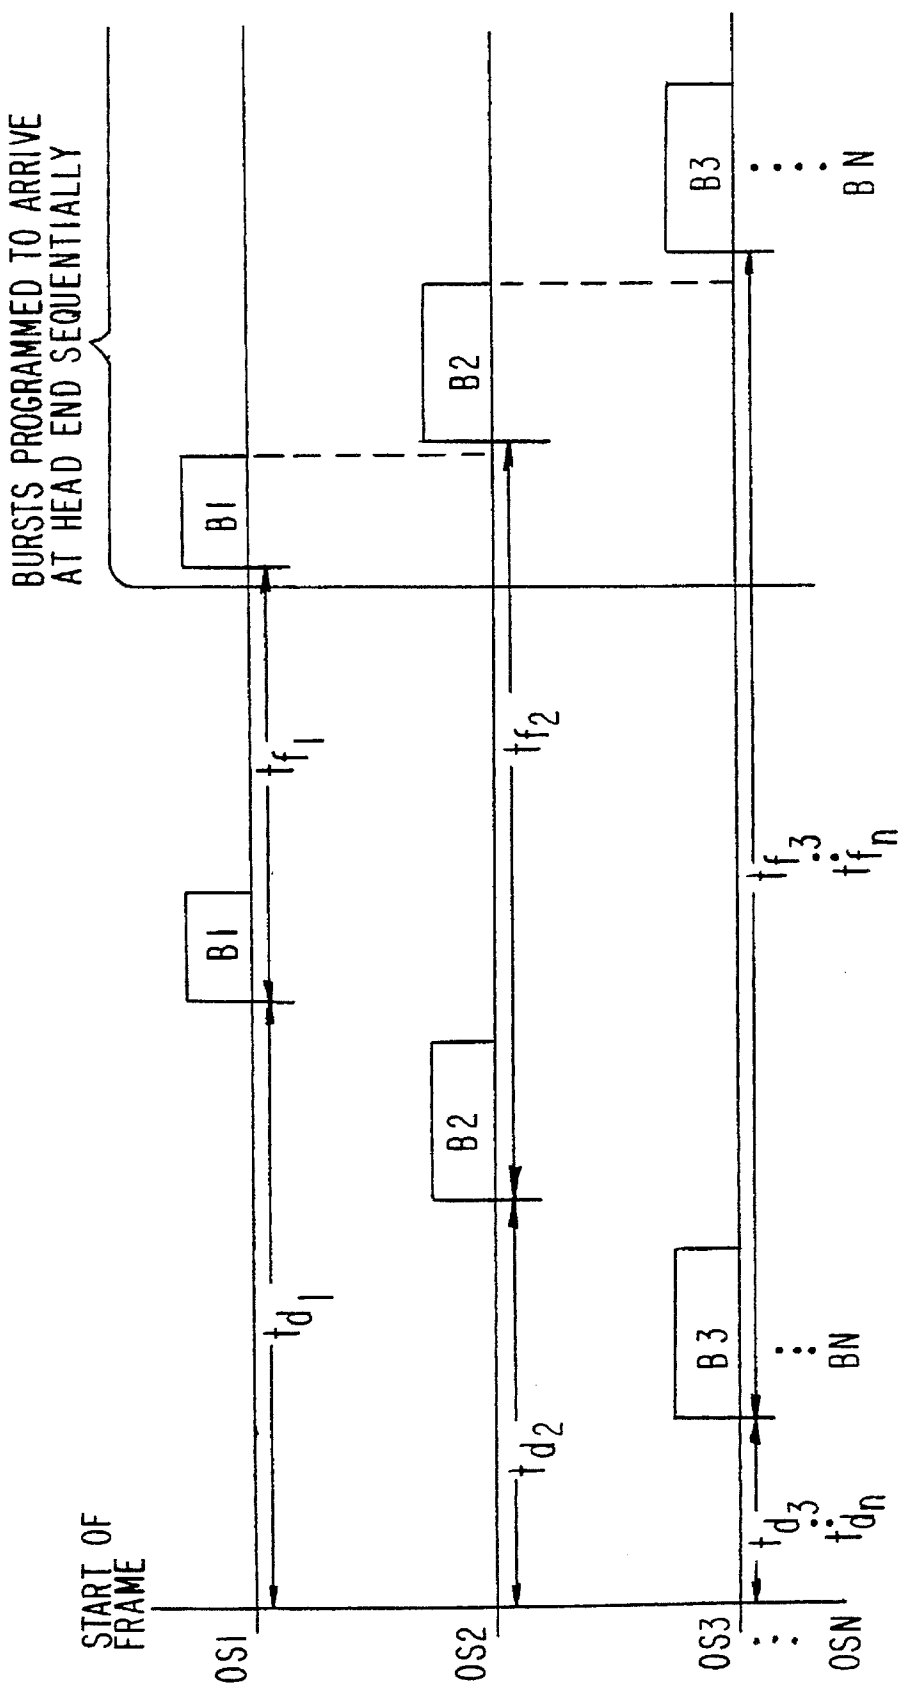 BURSTS PROGRAMMED TO ARRIVE
AT HEAD END SEQUENTIALLY
START OF
FRAME
OS1
td1
B1
tf1
B1
OS2
td2
B2
tf2
B2
OS3
td3
B3
tf3
B3
OSN
tdn
BN
tfn
BN